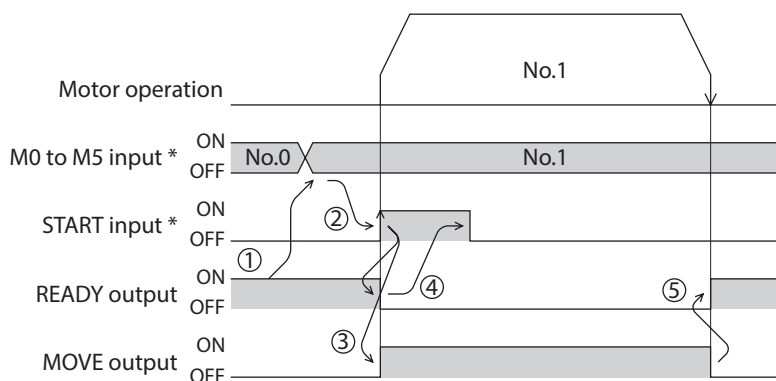 No.1
Motor operation
M0 to M5 input *
ON
OFF
No.0
No.1
START input *
ON
OFF
②
①
READY output
ON
OFF
④
⑤
③
MOVE output
ON
OFF